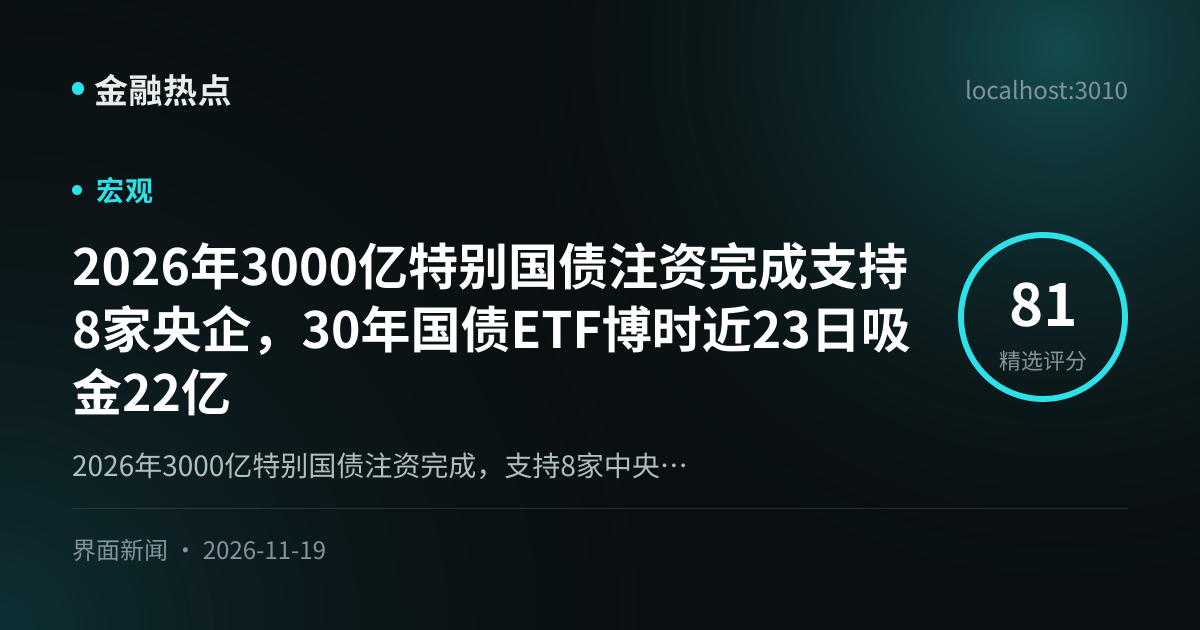 金融热点
localhost:3010
宏观
2026年3000亿特别国债注资完成支持
8家央企，30年国债ETF博时近23日吸
金22亿
81
精选评分
2026年3000亿特别国债注资完成，支持8家中央…
界面新闻 • 2026-11-19